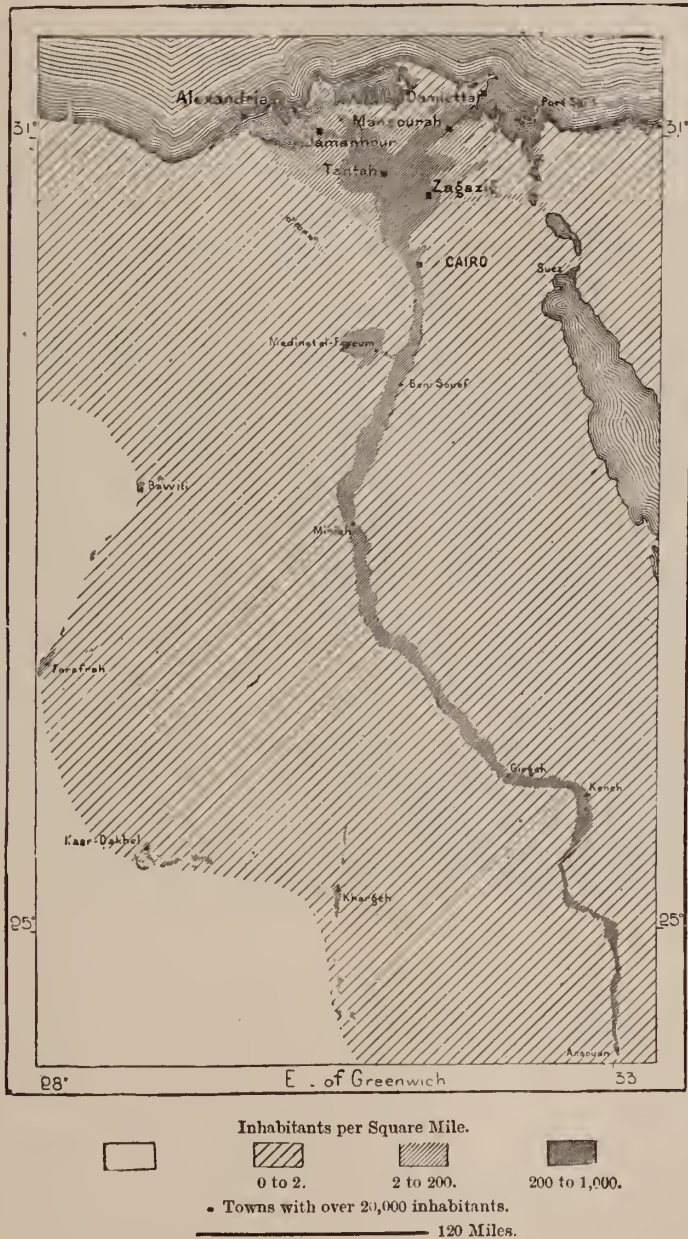 Alexandria
Damietta
Port Said
31°
31°
Mansourah
Damanhour
Tantah
Zagazig
CAIRO
Suez
Medinet el-Fayoum
Beni-Souef
Bawiti
Minieh
Farafrah
Girgeh
Keneh
Kasr-Dakhel
Khargeh
25°
25°
Assouan
28°
E. of Greenwich
33
Inhabitants per Square Mile.
0 to 2. 2 to 200. 200 to 1,000.
• Towns with over 20,000 inhabitants.
120 Miles.